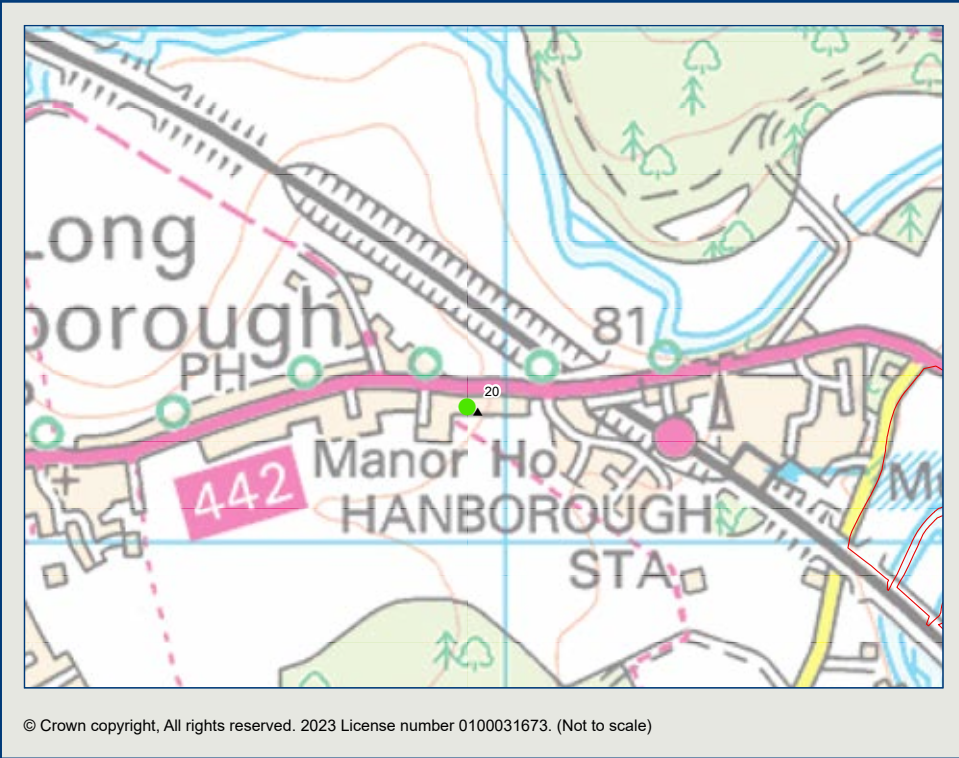 Long
borough
81
PH
20
442
Manor Ho
HANBOROUGH
STA
© Crown copyright, All rights reserved. 2023 License number 0100031673. (Not to scale)